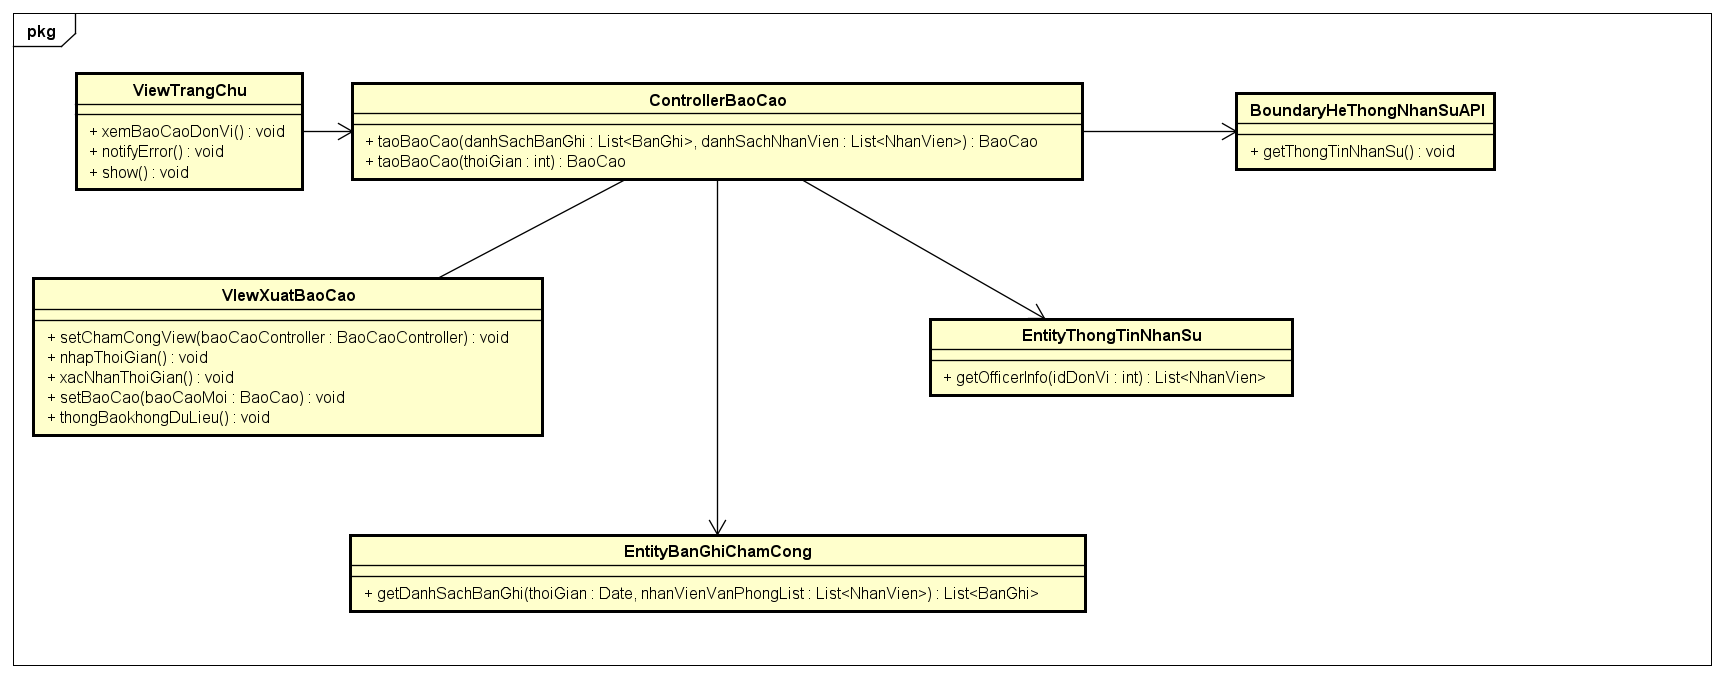 pkg
ViewTrangChu
+ xemBaoCaoDonVi() : void
+ notifyError() : void
+ show() : void
ControllerBaoCao
+ taoBaoCao(danhSachBanGhi : List<BanGhi>, danhSachNhanVien : List<NhanVien>) : BaoCao
+ taoBaoCao(thoiGian : int) : BaoCao
BoundaryHeThongNhanSuAPI
+ getThongTinNhanSu() : void
VIewXuatBaoCao
+ setChamCongView(baoCaoController : BaoCaoController) : void
+ nhapThoiGian() : void
+ xacNhanThoiGian() : void
+ setBaoCao(baoCaoMoi : BaoCao) : void
+ thongBaokhongDuLieu() : void
EntityThongTinNhanSu
+ getOfficerInfo(idDonVi : int) : List<NhanVien>
EntityBanGhiChamCong
+ getDanhSachBanGhi(thoiGian : Date, nhanVienVanPhongList : List<NhanVien>) : List<BanGhi>